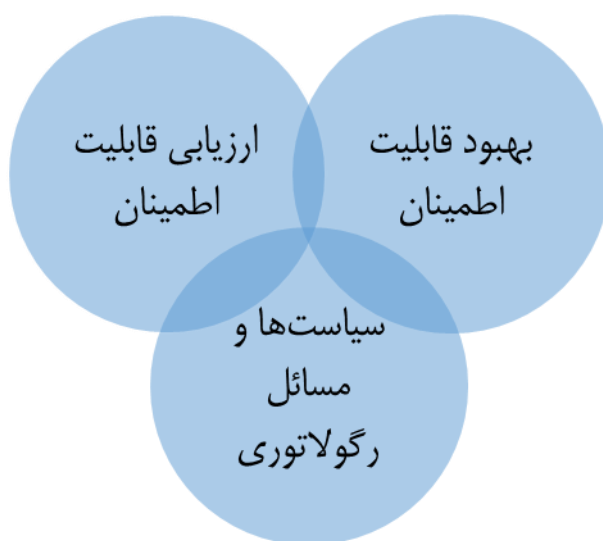 بهبود قابلیت
اطمینان
ارزیابی قابلیت
اطمینان
سیاست‌ها و
مسائل
رگولاتوری